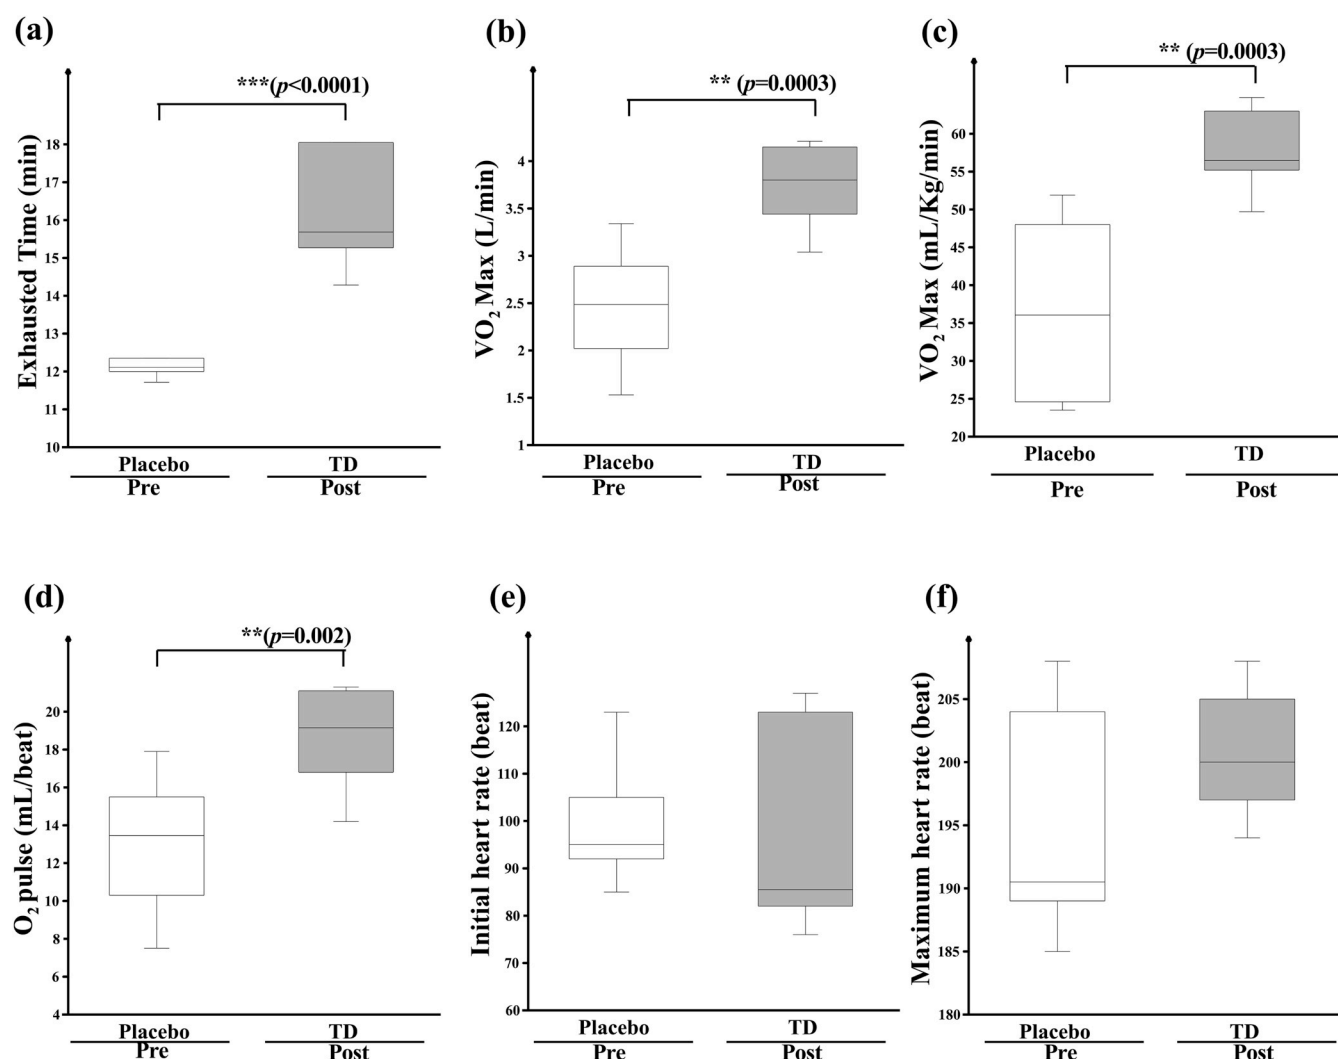 (a)
***(p<0.0001)
Exhausted Time (min)
18
17
16
15
14
13
12
11
10
Placebo
TD
Pre
Post
(b)
** (p=0.0003)
VO2 Max (L/min)
4
3.5
3
2.5
2
1.5
1
Placebo
TD
Pre
Post
(c)
** (p=0.0003)
VO2 Max (mL/Kg/min)
60
55
50
45
40
35
30
25
20
Placebo
TD
Pre
Post
(d)
**(p=0.002)
O2 pulse (mL/beat)
20
18
16
14
12
10
8
6
4
Placebo
TD
Pre
Post
(e)
Initial heart rate (beat)
120
110
100
90
80
70
60
Placebo
TD
Pre
Post
(f)
Maximum heart rate (beat)
205
200
195
190
185
180
Placebo
TD
Pre
Post